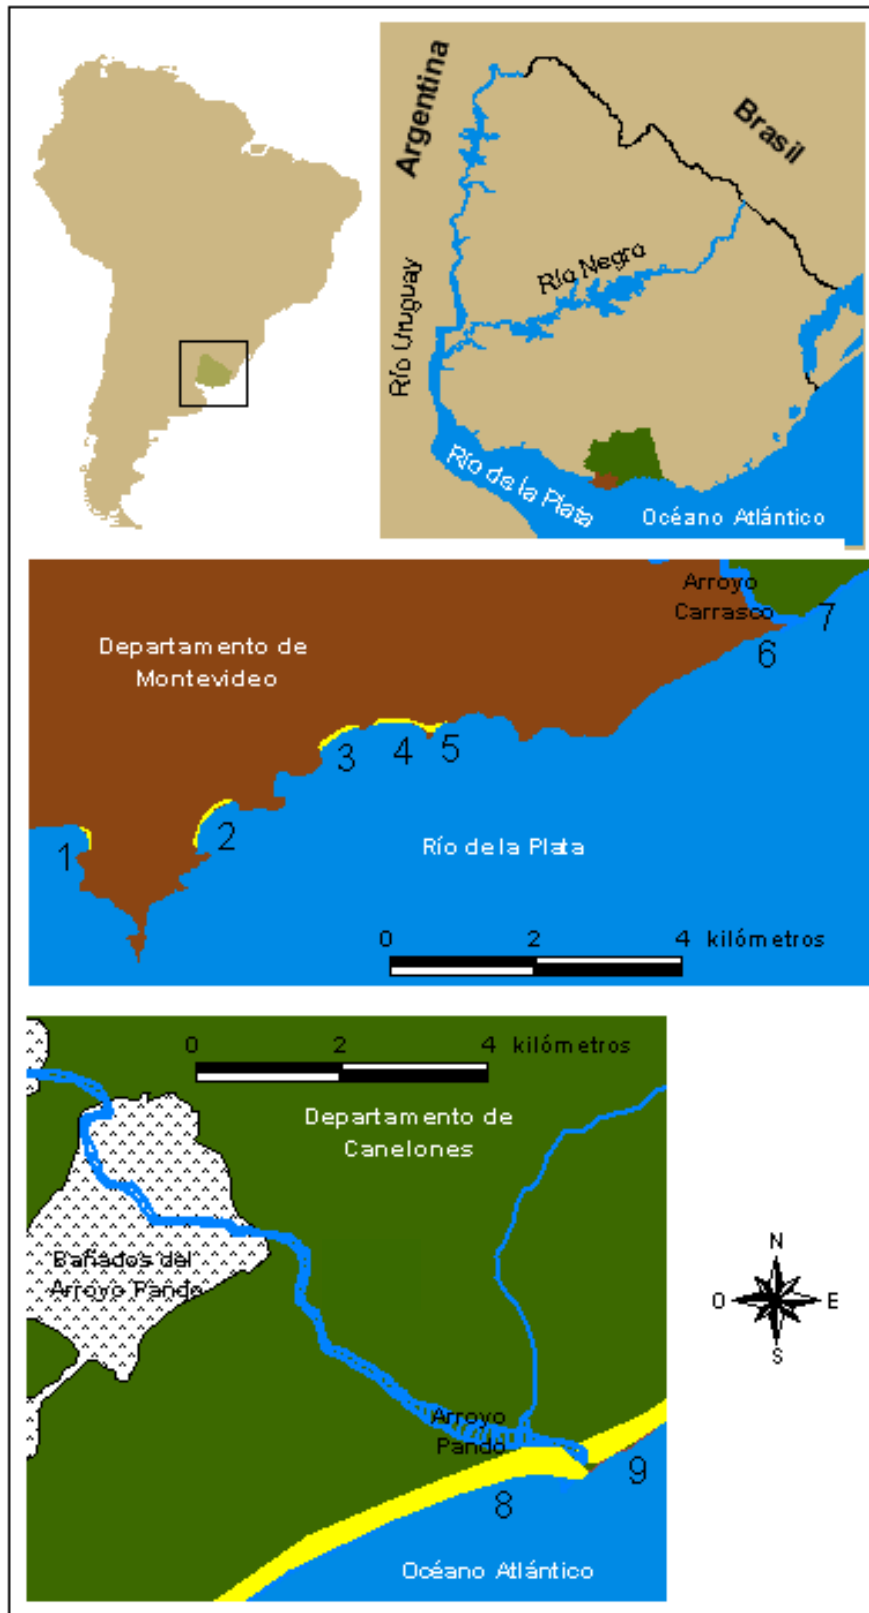 Argentina
Brasil
Río Negro
Río Uruguay
Río de la Plata
Océano Atlántico
Arroyo
Carrasco
7
6
Departamento de
Montevideo
3
4
5
1
2
Río de la Plata
0 2 4 kilómetros
0 2 4 kilómetros
Departamento de
Canelones
Bañados del
Arroyo Pando
N
O E
S
Arroyo
Pando
8
9
Océano Atlántico